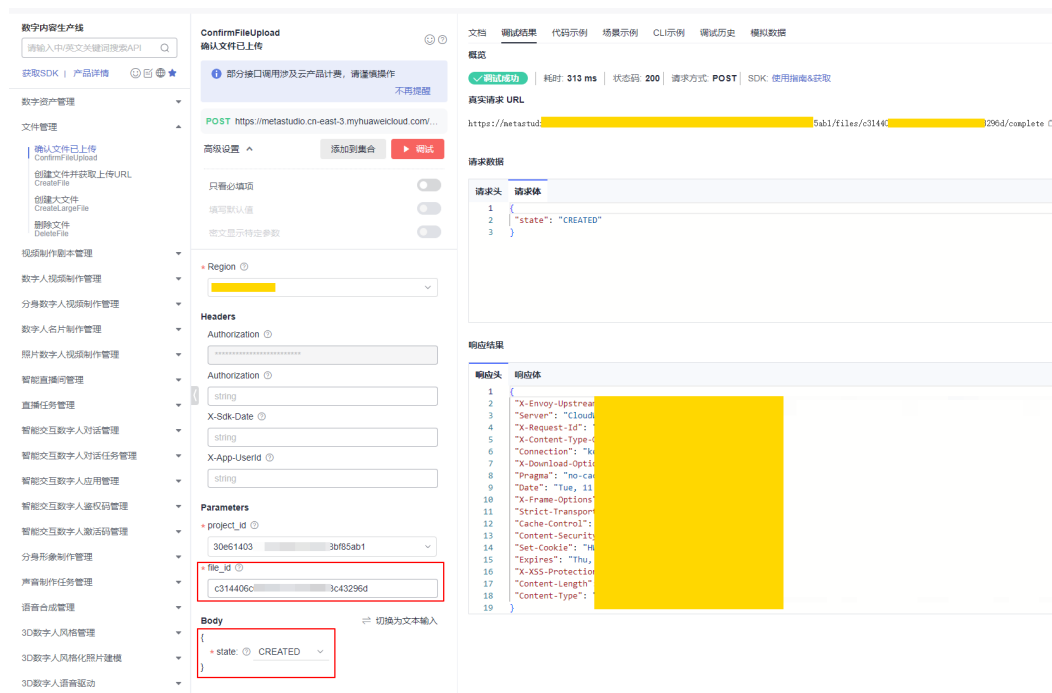 数字内容生产线
请输入中/英文关键词搜索API
获取SDK | 产品详情
数字资产管理
文件管理
确认文件已上传
ConfirmFileUpload
创建文件并获取上传URL
CreateFile
创建大文件
CreateLargeFile
删除文件
DeleteFile
视频制作剧本管理
数字人视频制作管理
分身数字人视频制作管理
数字人名片制作管理
照片数字人视频制作管理
智能直播间管理
直播任务管理
智能交互数字人对话管理
智能交互数字人对话任务管理
智能交互数字人应用管理
智能交互数字人鉴权码管理
智能交互数字人激活码管理
分身形象制作管理
声音制作任务管理
语音合成管理
3D数字人风格管理
3D数字人风格化照片建模
3D数字人语音驱动
ConfirmFileUpload
确认文件已上传
部分接口调用涉及云产品计费，请谨慎操作
不再提醒
POST https://metastudio.cn-east-3.myhuaweicloud.com/...
高级设置
添加到集合
调试
只看必填项
填写默认值
密文显示特定参数
* Region
Headers
Authorization
************************
Authorization
string
X-Sdk-Date
string
X-App-UserId
string
Parameters
* project_id
30e61403 3bf85ab1
* file_id
c314406c 3c43296d
Body
切换为文本输入
{
* state: CREATED
}
文档 调试结果 代码示例 场景示例 CLI示例 调试历史 模拟数据
概览
调试成功 耗时: 313 ms 状态码: 200 请求方式: POST SDK: 使用指南&获取
真实请求 URL
https://metastud 5ab1/files/c3144 296d/complete
请求数据
请求头 请求体
1 {
2 "state": "CREATED"
3 }
响应结果
响应头 响应体
1 {
2 "X-Envoy-Upstrea
3 "Server": "Cloud
4 "X-Request-Id": "
5 "X-Content-Type-
6 "Connection": "k
7 "X-Download-Opti
8 "Pragma": "no-ca
9 "Date": "Tue, 11
10 "X-Frame-Options"
11 "Strict-Transport
12 "Cache-Control":
13 "Content-Securit
14 "Set-Cookie": "H
15 "Expires": "Thu,
16 "X-XSS-Protectio
17 "Content-Length"
18 "Content-Type": "
19 }